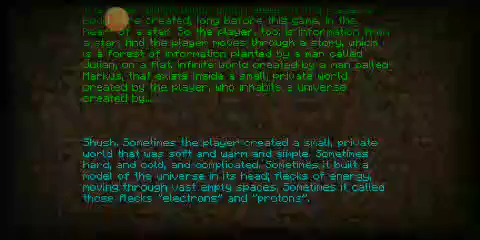 were created, long before this game, in the
heart of a star. So the player, too, is information from
a star. And the player moves through a story, which
is a forest of information planted by a man called
Julian, on a flat, infinite world created by a man called
Markus, that exists inside a small, private world
created by the player, who inhabits a universe
created by...
Shush. Sometimes the player created a small, private
world that was soft and warm and simple. Sometimes
hard, and cold, and complicated. Sometimes it built a
model of the universe in its head; flecks of energy,
moving through vast empty spaces. Sometimes it called
those flecks "electrons" and "protons".